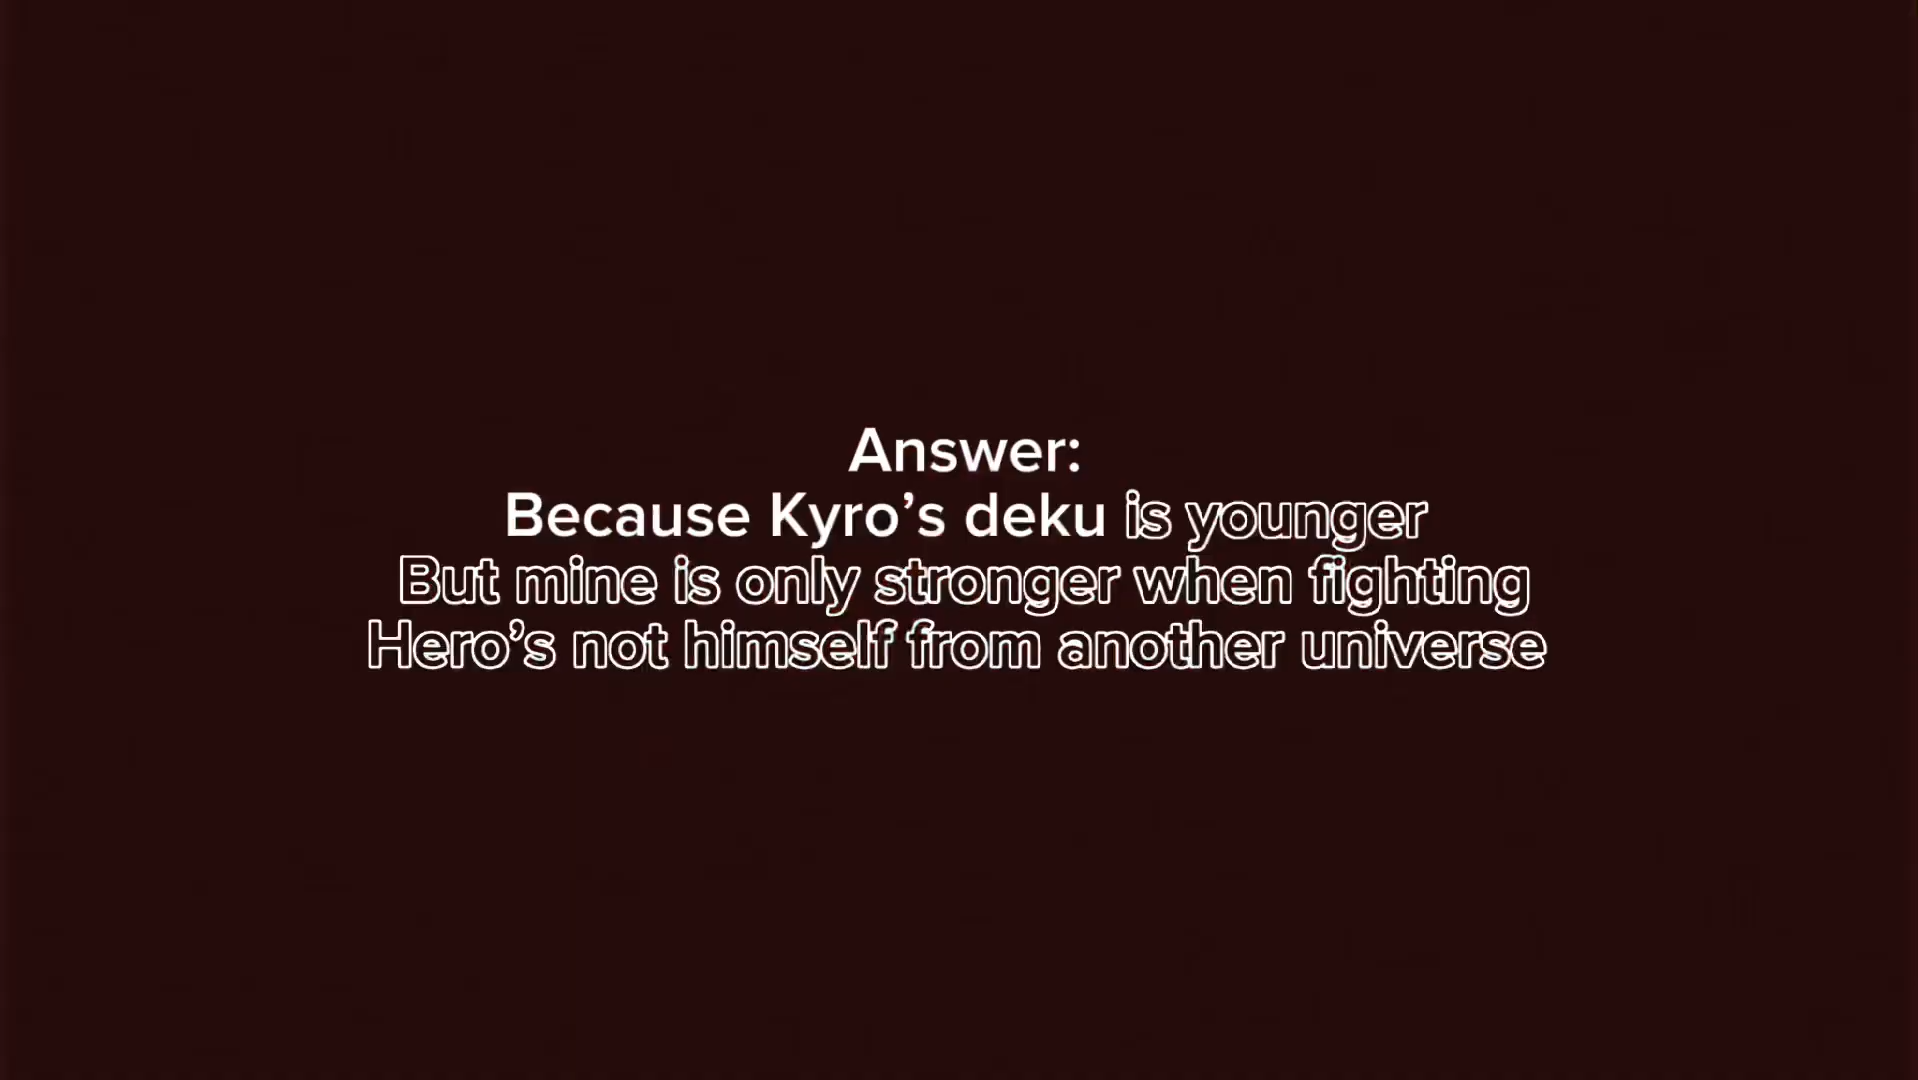 Answer:
Because Kyro’s deku is younger
But mine is only stronger when fighting
Hero’s not himself from another universe